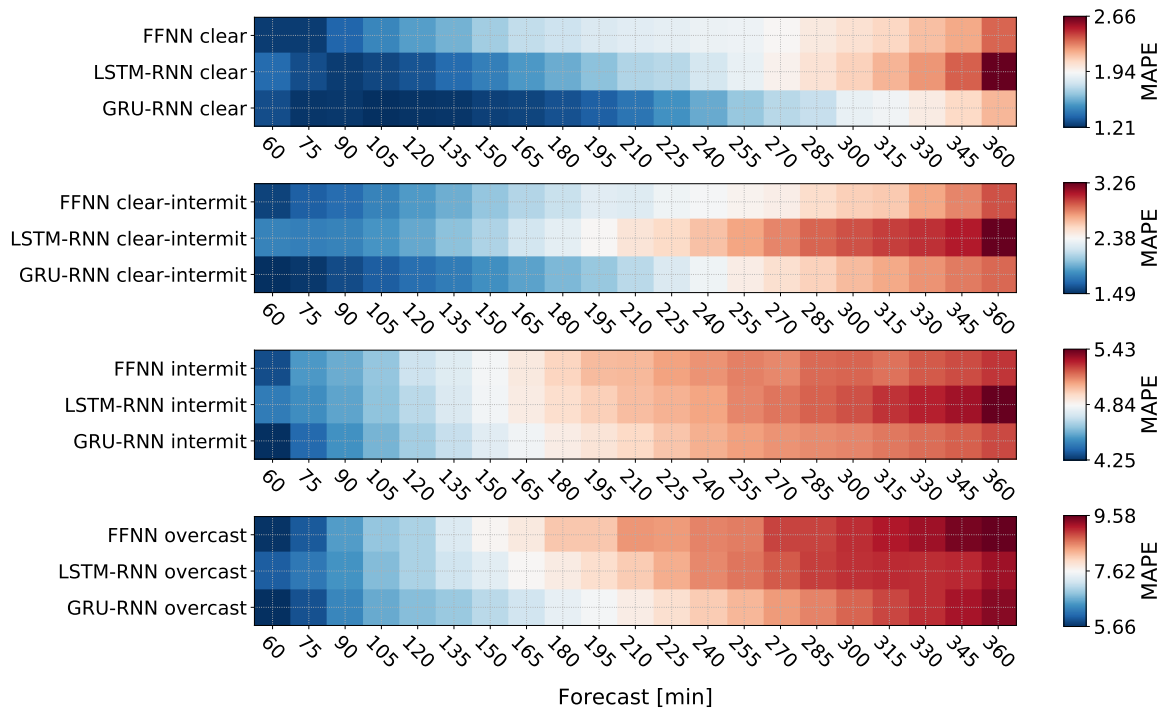 FFNN clear
LSTM-RNN clear
GRU-RNN clear
60 75 90 105 120 135 150 165 180 195 210 225 240 255 270 285 300 315 330 345 360
2.66
1.94
1.21
MAPE
FFNN clear-intermit
LSTM-RNN clear-intermit
GRU-RNN clear-intermit
60 75 90 105 120 135 150 165 180 195 210 225 240 255 270 285 300 315 330 345 360
3.26
2.38
1.49
MAPE
FFNN intermit
LSTM-RNN intermit
GRU-RNN intermit
60 75 90 105 120 135 150 165 180 195 210 225 240 255 270 285 300 315 330 345 360
5.43
4.84
4.25
MAPE
FFNN overcast
LSTM-RNN overcast
GRU-RNN overcast
60 75 90 105 120 135 150 165 180 195 210 225 240 255 270 285 300 315 330 345 360
9.58
7.62
5.66
MAPE
Forecast [min]